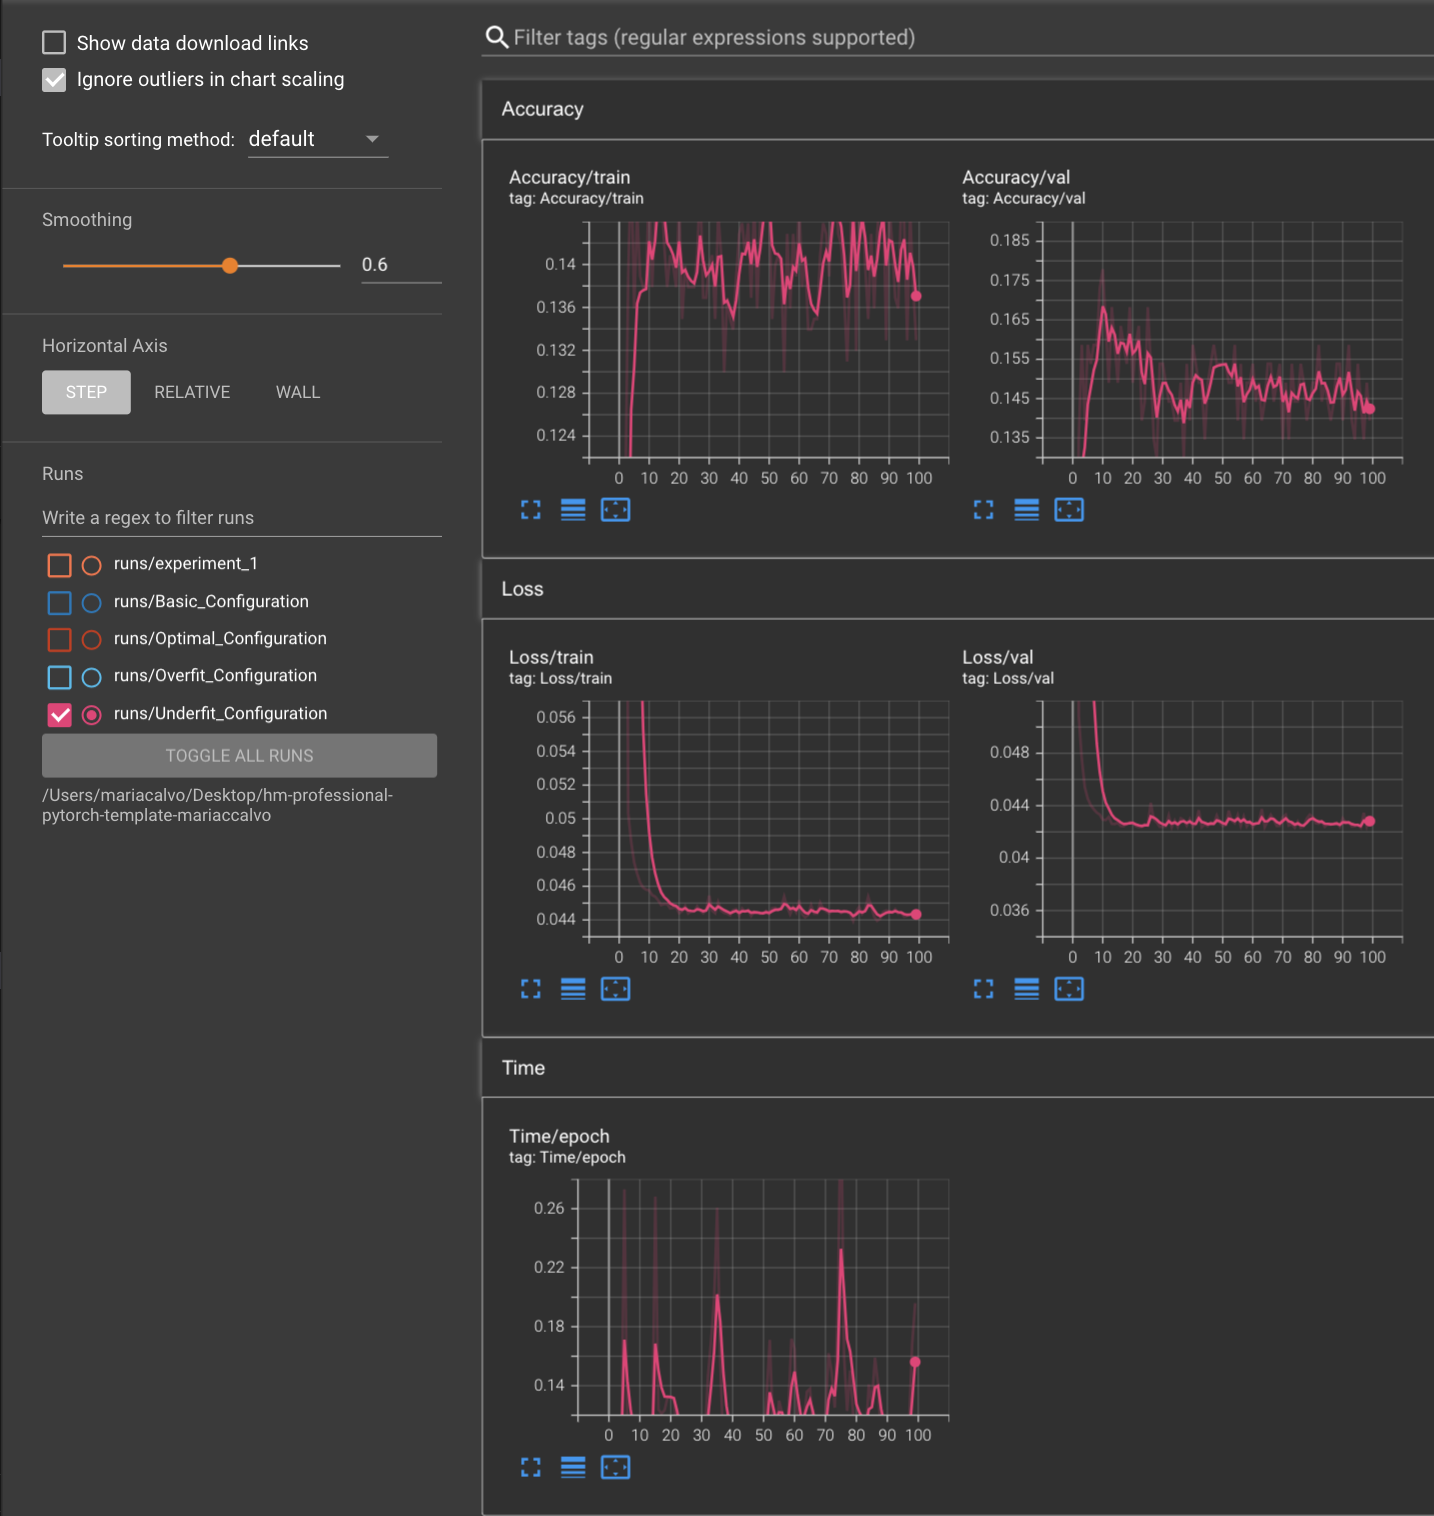 Show data download links
Ignore outliers in chart scaling
Tooltip sorting method: default
Smoothing
0.6
Horizontal Axis
STEP RELATIVE WALL
Runs
Write a regex to filter runs
runs/experiment_1
runs/Basic_Configuration
runs/Optimal_Configuration
runs/Overfit_Configuration
runs/Underfit_Configuration
TOGGLE ALL RUNS
/Users/mariacalvo/Desktop/hm-professional-
pytorch-template-mariaccalvo
Filter tags (regular expressions supported)
Accuracy
Accuracy/train
tag: Accuracy/train
0.14
0.136
0.132
0.128
0.124
0 10 20 30 40 50 60 70 80 90 100
Accuracy/val
tag: Accuracy/val
0.185
0.175
0.165
0.155
0.145
0.135
0 10 20 30 40 50 60 70 80 90 100
Loss
Loss/train
tag: Loss/train
0.056
0.054
0.052
0.05
0.048
0.046
0.044
0 10 20 30 40 50 60 70 80 90 100
Loss/val
tag: Loss/val
0.048
0.044
0.04
0.036
0 10 20 30 40 50 60 70 80 90 100
Time
Time/epoch
tag: Time/epoch
0.26
0.22
0.18
0.14
0 10 20 30 40 50 60 70 80 90 100